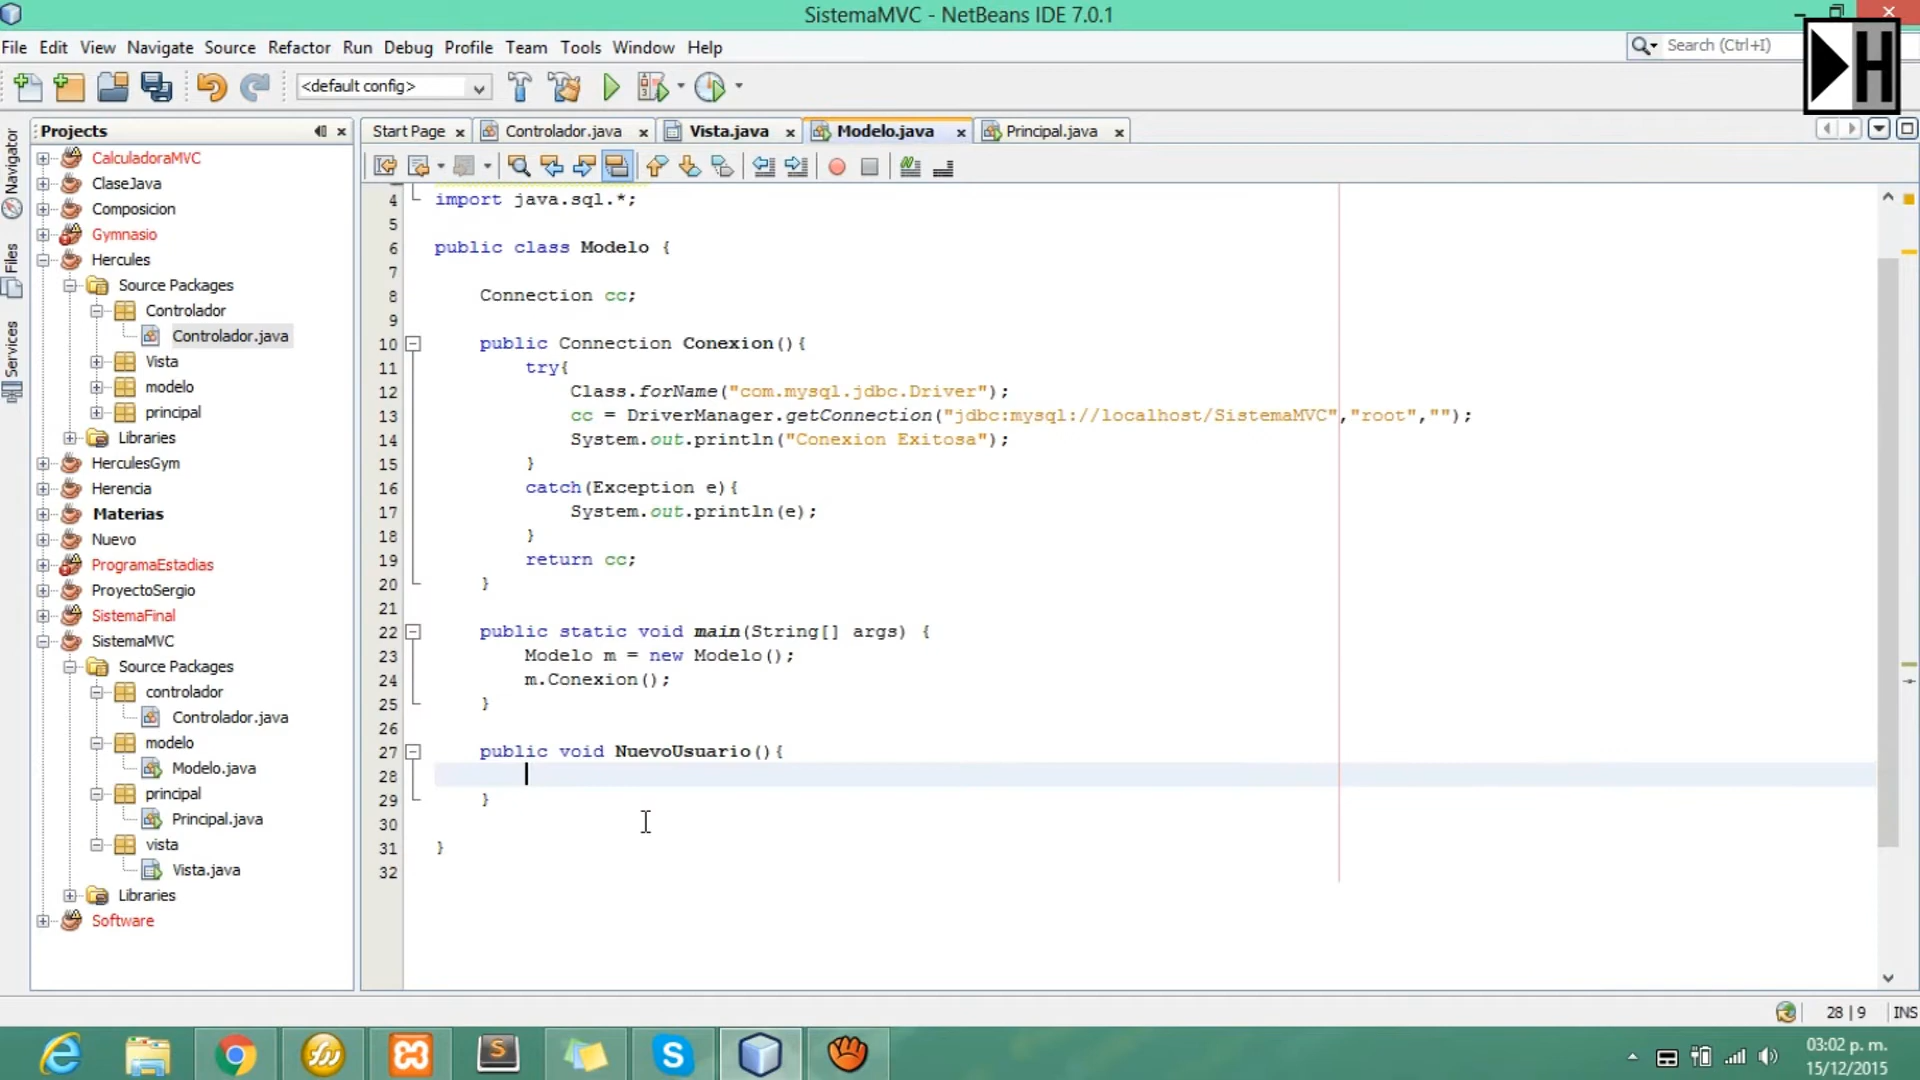 SistemaMVC - NetBeans IDE 7.0.1
File Edit View Navigate Source Refactor Run Debug Profile Team Tools Window Help
Search (Ctrl+I)
<default config>
H
Projects
Start Page Controlador.java Vista.java Modelo.java Principal.java
Navigator
Files
Services
CalculadoraMVC
ClaseJava
Composicion
Gymnasio
Hercules
Source Packages
Controlador
Controlador.java
Vista
modelo
principal
Libraries
HerculesGym
Herencia
Materias
Nuevo
ProgramaEstadias
ProyectoSergio
SistemaFinal
SistemaMVC
Source Packages
controlador
Controlador.java
modelo
Modelo.java
principal
Principal.java
vista
Vista.java
Libraries
Software
4 import java.sql.*;
5
6 public class Modelo {
7
8 Connection cc;
9
10 public Connection Conexion(){
11 try{
12 Class.forName("com.mysql.jdbc.Driver");
13 cc = DriverManager.getConnection("jdbc:mysql://localhost/SistemaMVC","root","");
14 System.out.println("Conexion Exitosa");
15 }
16 catch(Exception e){
17 System.out.println(e);
18 }
19 return cc;
20 }
21
22 public static void main(String[] args) {
23 Modelo m = new Modelo();
24 m.Conexion();
25 }
26
27 public void NuevoUsuario(){
28
29 }
30
31 }
32
28 | 9 INS
03:02 p. m.
15/12/2015